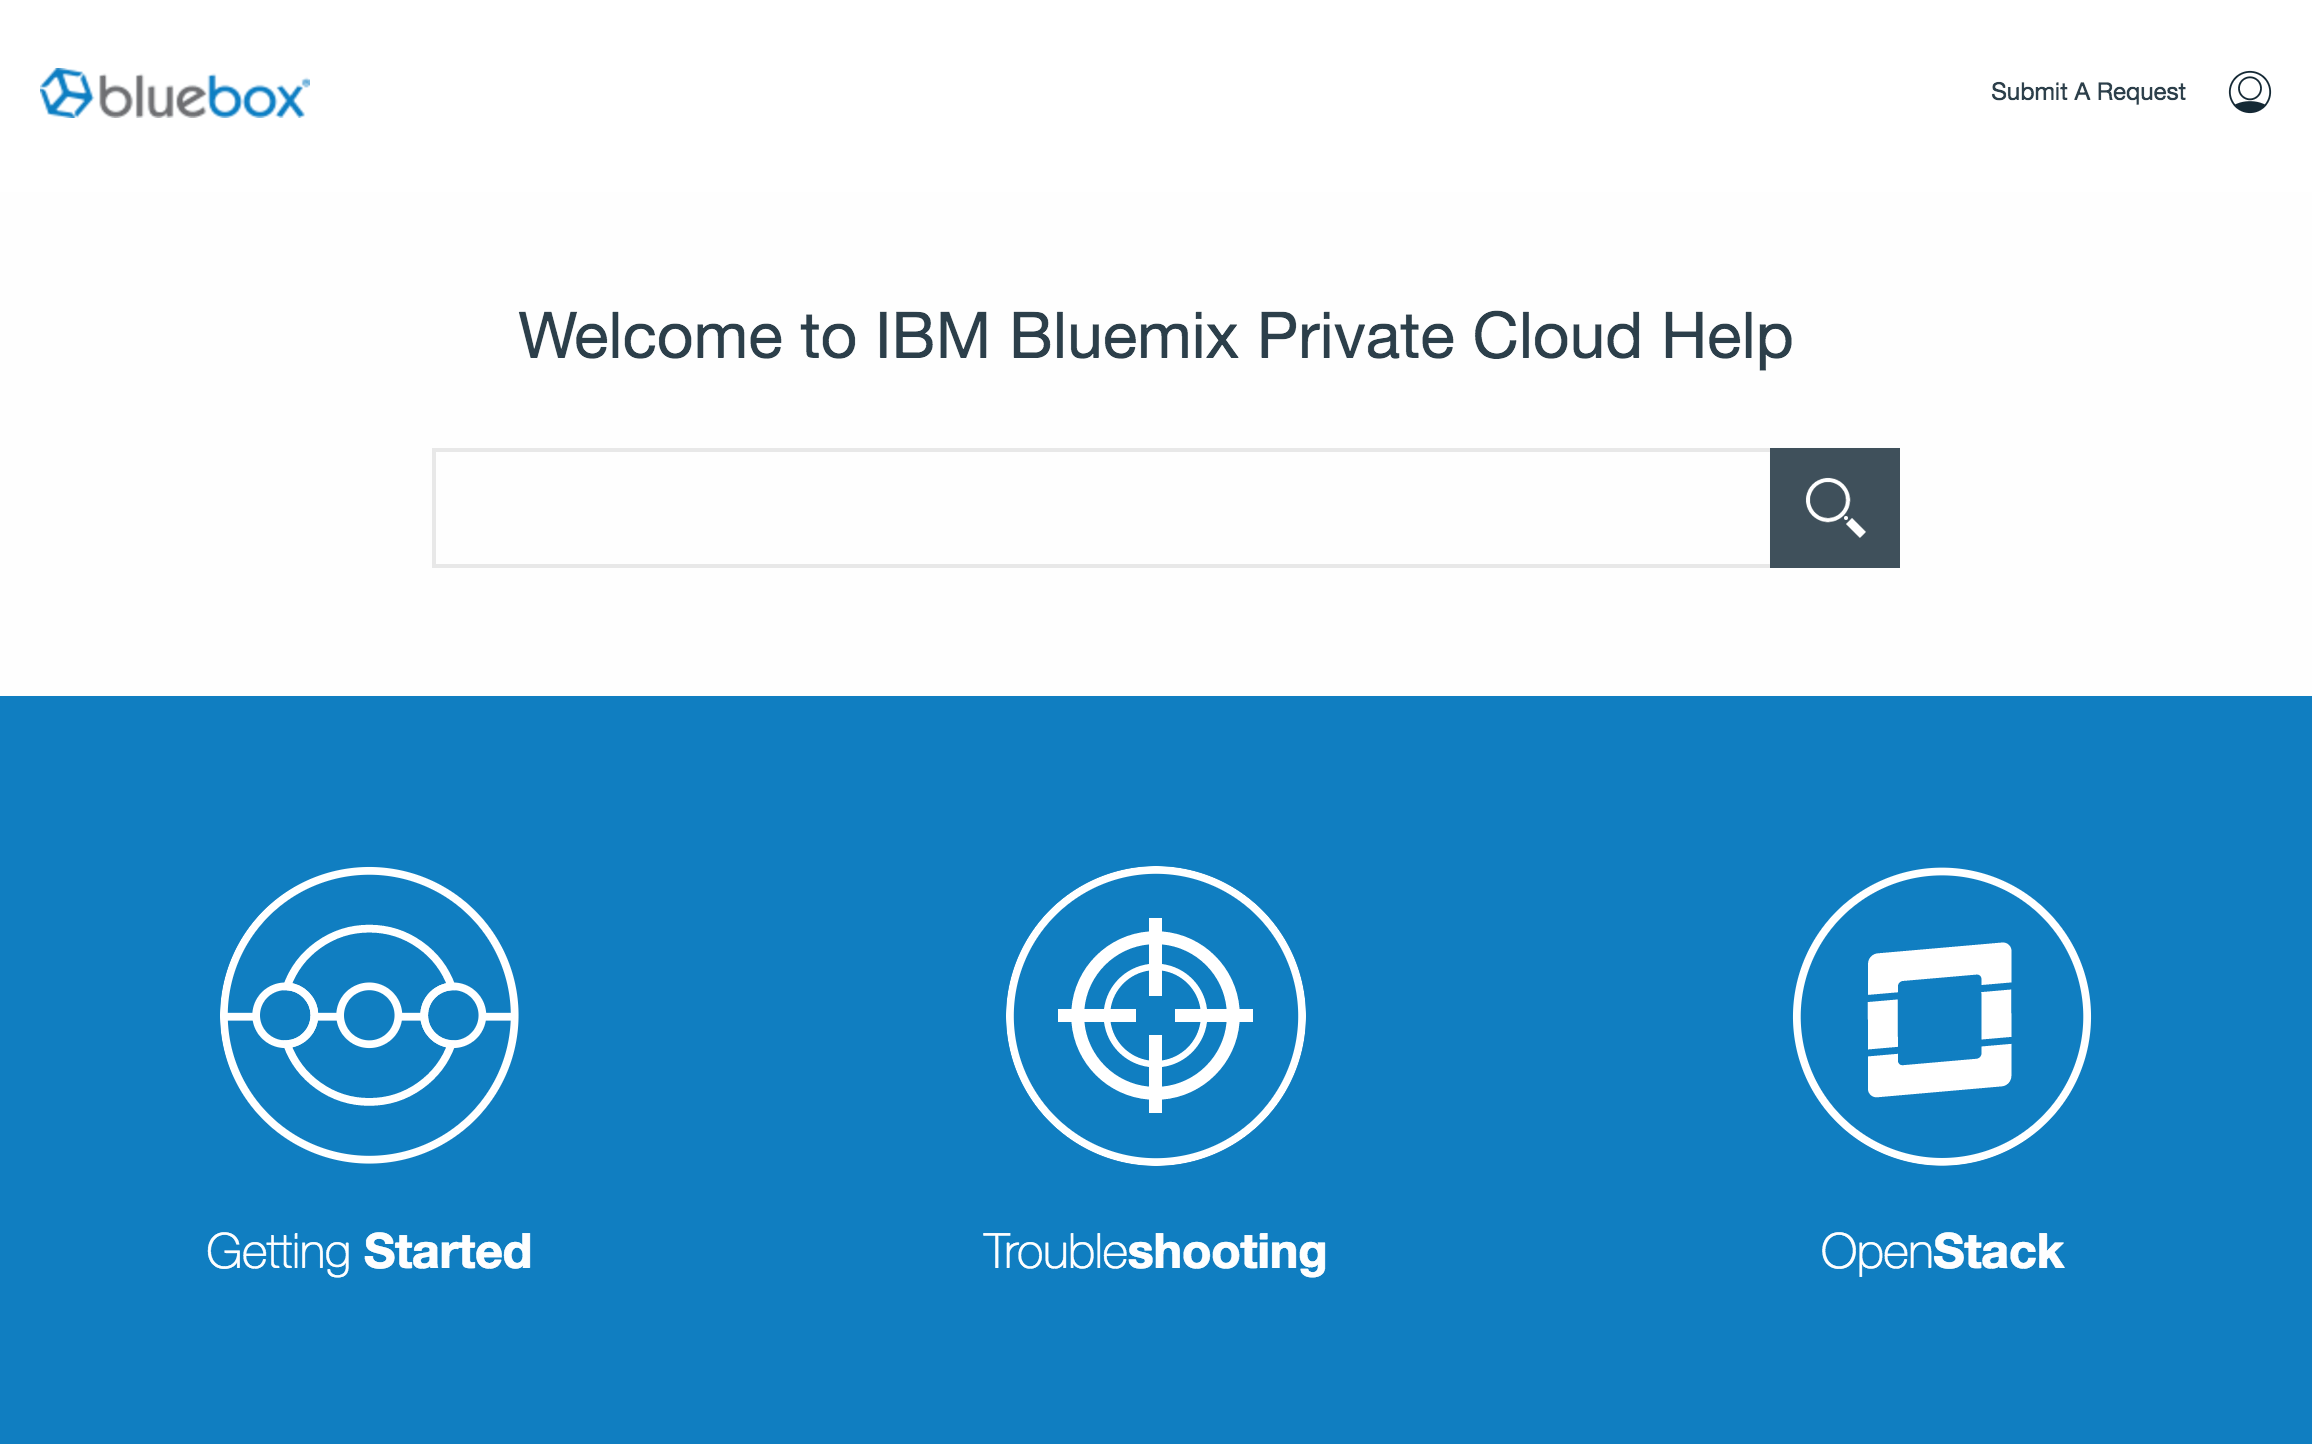 bluebox®
Submit A Request
Welcome to IBM Bluemix Private Cloud Help
Getting Started
Troubleshooting
OpenStack